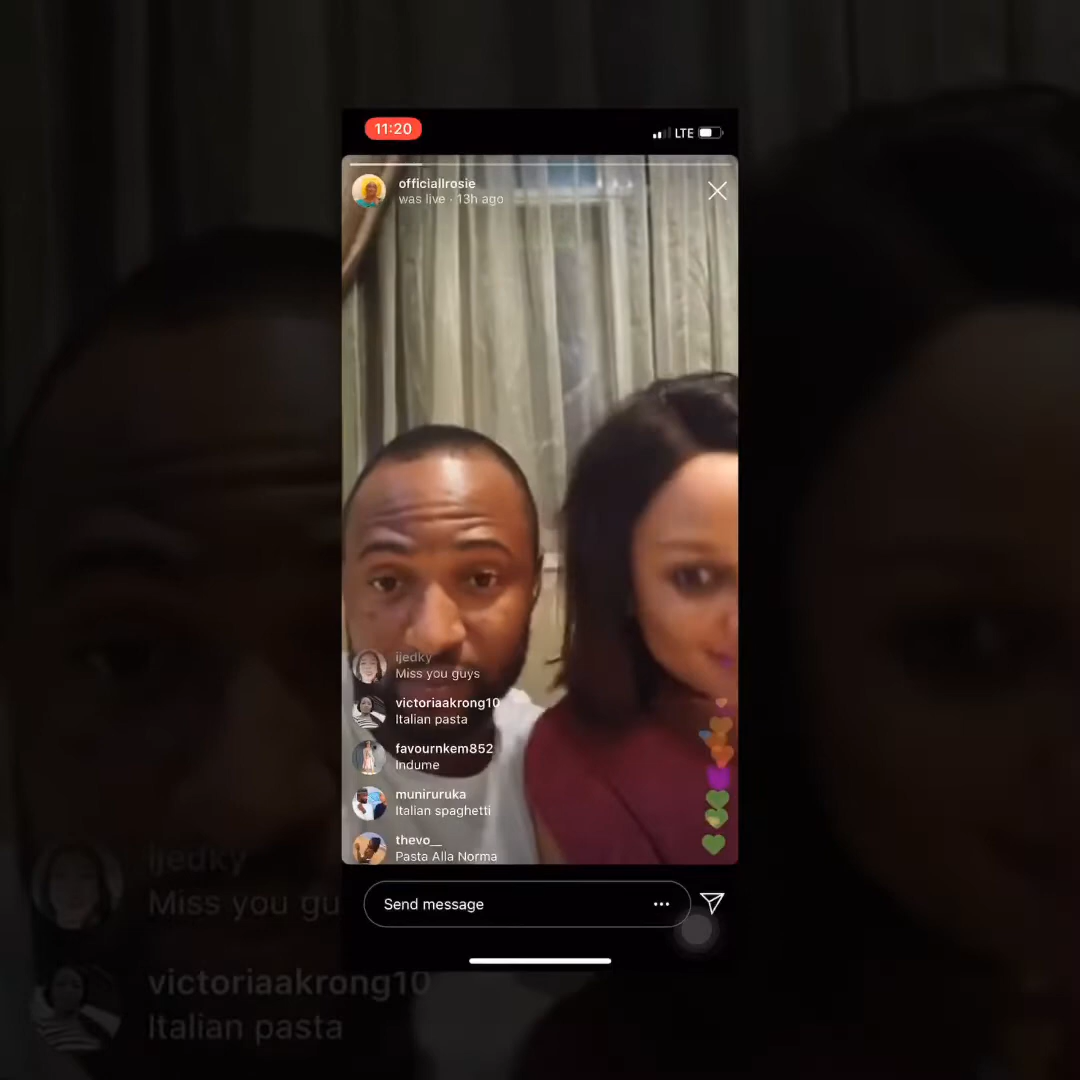 11:20
LTE
officiallrosie
was live · 13h ago
ijedky
Miss you guys
victoriaakrong10
Italian pasta
favournkem852
Indume
muniruruka
Italian spaghetti
thevo__
Pasta Alla Norma
Send message
ijedky
Miss you gu
victoriaakrong10
Italian pasta